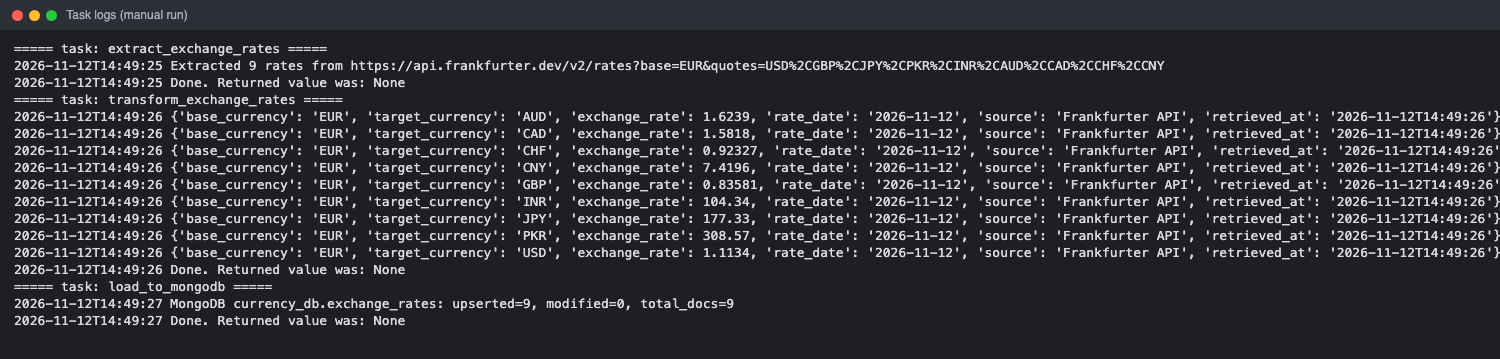 Task logs (manual run)
===== task: extract_exchange_rates =====
2026-11-12T14:49:25 Extracted 9 rates from https://api.frankfurter.dev/v2/rates?base=EUR&quotes=USD%2CGBP%2CJPY%2CPKR%2CINR%2CAUD%2CCAD%2CCHF%2CCNY
2026-11-12T14:49:25 Done. Returned value was: None
===== task: transform_exchange_rates =====
2026-11-12T14:49:26 {'base_currency': 'EUR', 'target_currency': 'AUD', 'exchange_rate': 1.6239, 'rate_date': '2026-11-12', 'source': 'Frankfurter API', 'retrieved_at': '2026-11-12T14:49:26'}
2026-11-12T14:49:26 {'base_currency': 'EUR', 'target_currency': 'CAD', 'exchange_rate': 1.5818, 'rate_date': '2026-11-12', 'source': 'Frankfurter API', 'retrieved_at': '2026-11-12T14:49:26'}
2026-11-12T14:49:26 {'base_currency': 'EUR', 'target_currency': 'CHF', 'exchange_rate': 0.92327, 'rate_date': '2026-11-12', 'source': 'Frankfurter API', 'retrieved_at': '2026-11-12T14:49:26'
2026-11-12T14:49:26 {'base_currency': 'EUR', 'target_currency': 'CNY', 'exchange_rate': 7.4196, 'rate_date': '2026-11-12', 'source': 'Frankfurter API', 'retrieved_at': '2026-11-12T14:49:26'}
2026-11-12T14:49:26 {'base_currency': 'EUR', 'target_currency': 'GBP', 'exchange_rate': 0.83581, 'rate_date': '2026-11-12', 'source': 'Frankfurter API', 'retrieved_at': '2026-11-12T14:49:26'
2026-11-12T14:49:26 {'base_currency': 'EUR', 'target_currency': 'INR', 'exchange_rate': 104.34, 'rate_date': '2026-11-12', 'source': 'Frankfurter API', 'retrieved_at': '2026-11-12T14:49:26'}
2026-11-12T14:49:26 {'base_currency': 'EUR', 'target_currency': 'JPY', 'exchange_rate': 177.33, 'rate_date': '2026-11-12', 'source': 'Frankfurter API', 'retrieved_at': '2026-11-12T14:49:26'}
2026-11-12T14:49:26 {'base_currency': 'EUR', 'target_currency': 'PKR', 'exchange_rate': 308.57, 'rate_date': '2026-11-12', 'source': 'Frankfurter API', 'retrieved_at': '2026-11-12T14:49:26'}
2026-11-12T14:49:26 {'base_currency': 'EUR', 'target_currency': 'USD', 'exchange_rate': 1.1134, 'rate_date': '2026-11-12', 'source': 'Frankfurter API', 'retrieved_at': '2026-11-12T14:49:26'}
2026-11-12T14:49:26 Done. Returned value was: None
===== task: load_to_mongodb =====
2026-11-12T14:49:27 MongoDB currency_db.exchange_rates: upserted=9, modified=0, total_docs=9
2026-11-12T14:49:27 Done. Returned value was: None